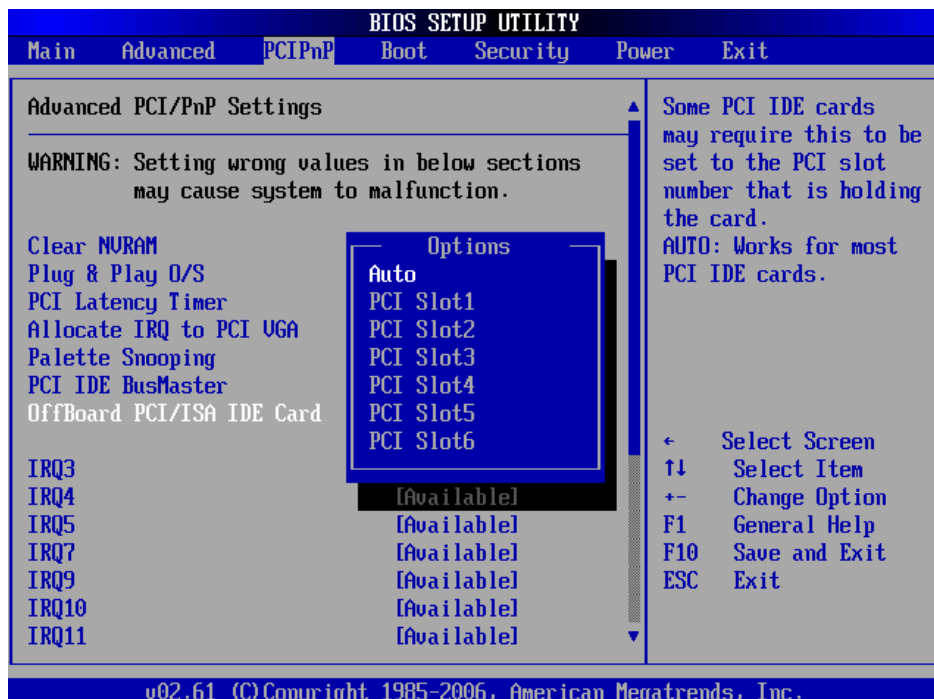 BIOS SETUP UTILITY
Main Advanced PCIPnP Boot Security Power Exit
Advanced PCI/PnP Settings
WARNING: Setting wrong values in below sections
may cause system to malfunction.
Clear NVRAM
Plug & Play O/S
PCI Latency Timer
Allocate IRQ to PCI VGA
Palette Snooping
PCI IDE BusMaster
OffBoard PCI/ISA IDE Card
IRQ3
IRQ4 [Available]
IRQ5 [Available]
IRQ7 [Available]
IRQ9 [Available]
IRQ10 [Available]
IRQ11 [Available]
Options
Auto
PCI Slot1
PCI Slot2
PCI Slot3
PCI Slot4
PCI Slot5
PCI Slot6
Some PCI IDE cards
may require this to be
set to the PCI slot
number that is holding
the card.
AUTO: Works for most
PCI IDE cards.
← Select Screen
↑↓ Select Item
+- Change Option
F1 General Help
F10 Save and Exit
ESC Exit
v02.61 (C)Copyright 1985-2006, American Megatrends, Inc.